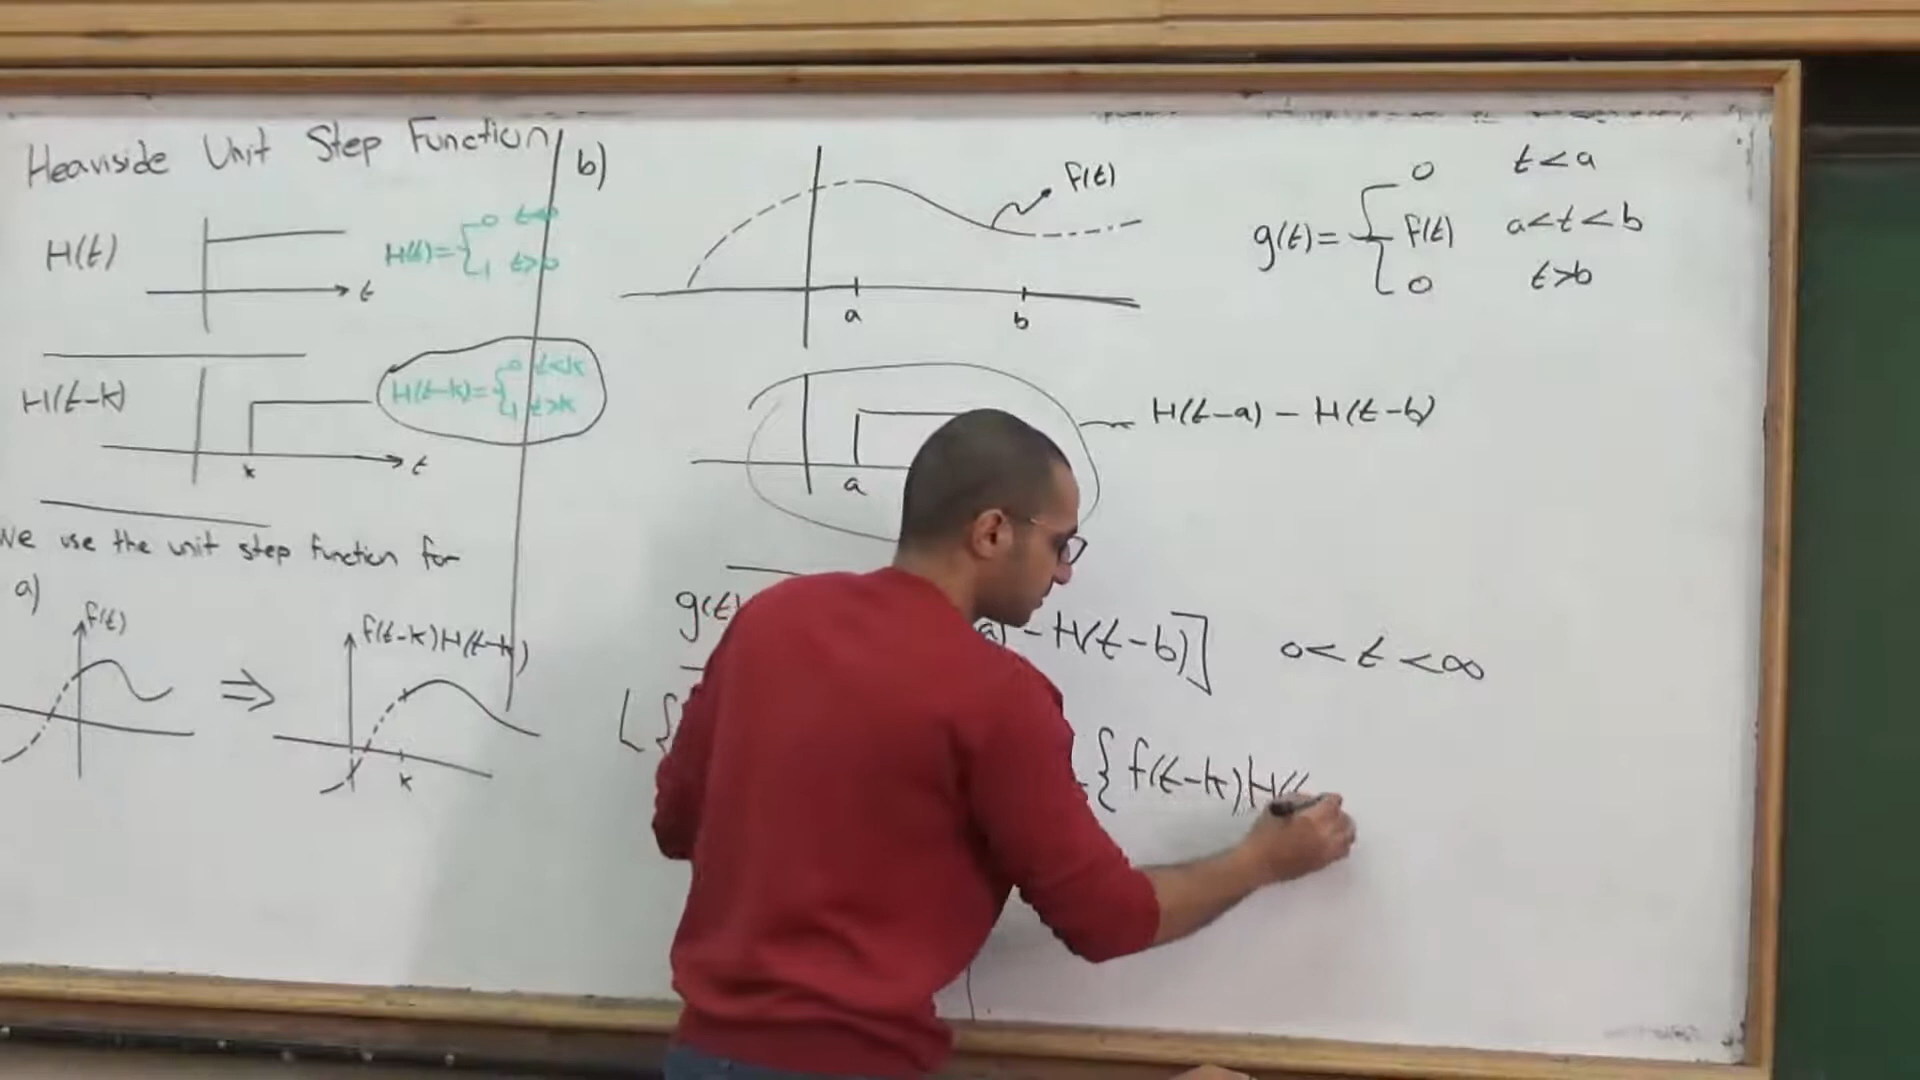 Heaviside Unit Step Function
H(t)
t
H(t)= { 0 t<0
1 t>0
H(t-k)
k
t
H(t-k)= { 0 t<k
1 t>k
We use the unit step function for
a)
f(t)
⇒
f(t-k)H(t-k)
k
b)
f(t)
a
b
g(t)= { 0 t<a
f(t) a<t<b
0 t>b
a
H(t-a) - H(t-b)
g(t)
a) - H(t-b)] 0<t<∞
L{
{f(t-k)H(